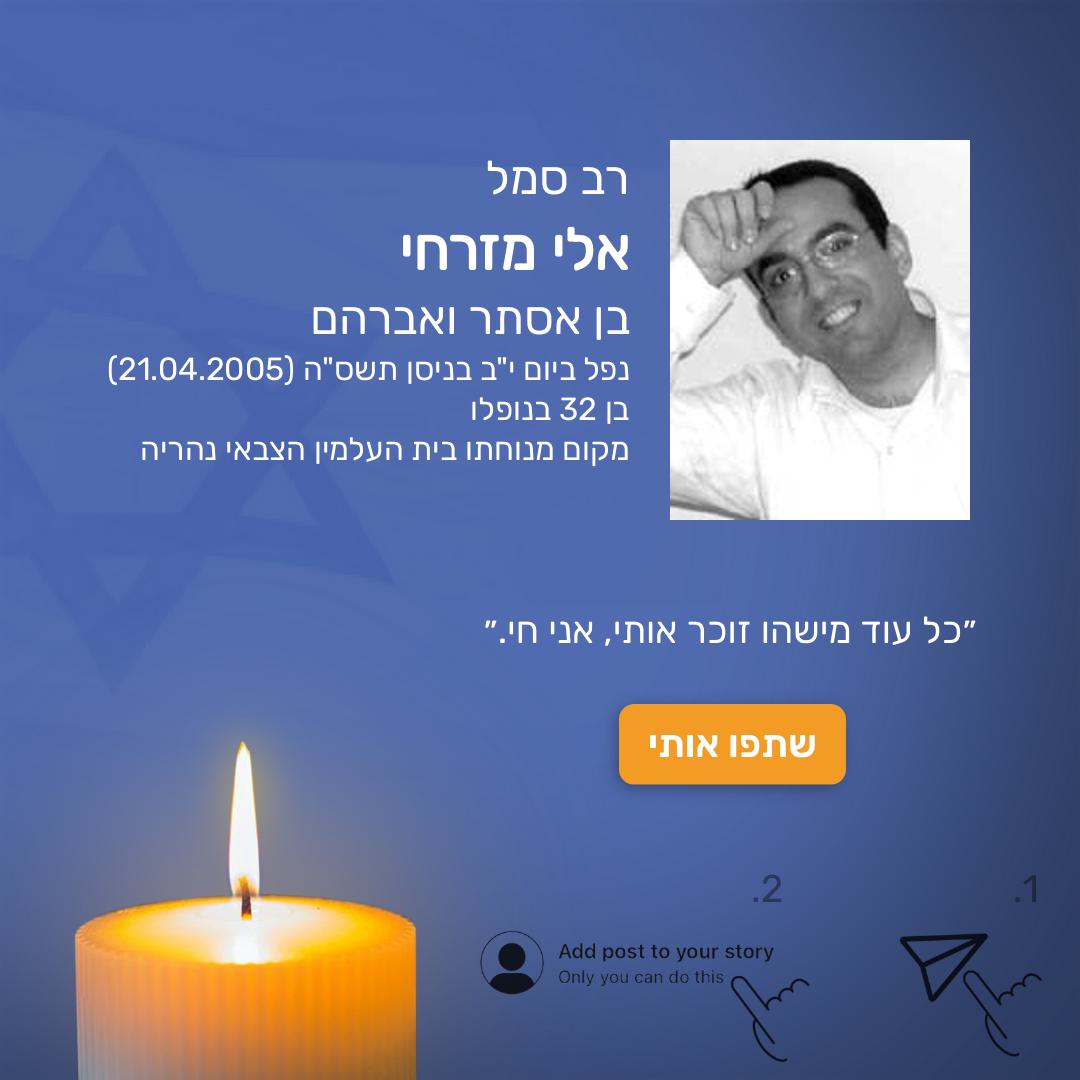 רב סמל
אלי מזרחי
בן אסתר ואברהם
נפל ביום י"ב בניסן תשס"ה (21.04.2005)
בן 32 בנופלו
מקום מנוחתו בית העלמין הצבאי נהריה
״כל עוד מישהו זוכר אותי, אני חי.״
שתפו אותי
.1
.2
Add post to your story
Only you can do this